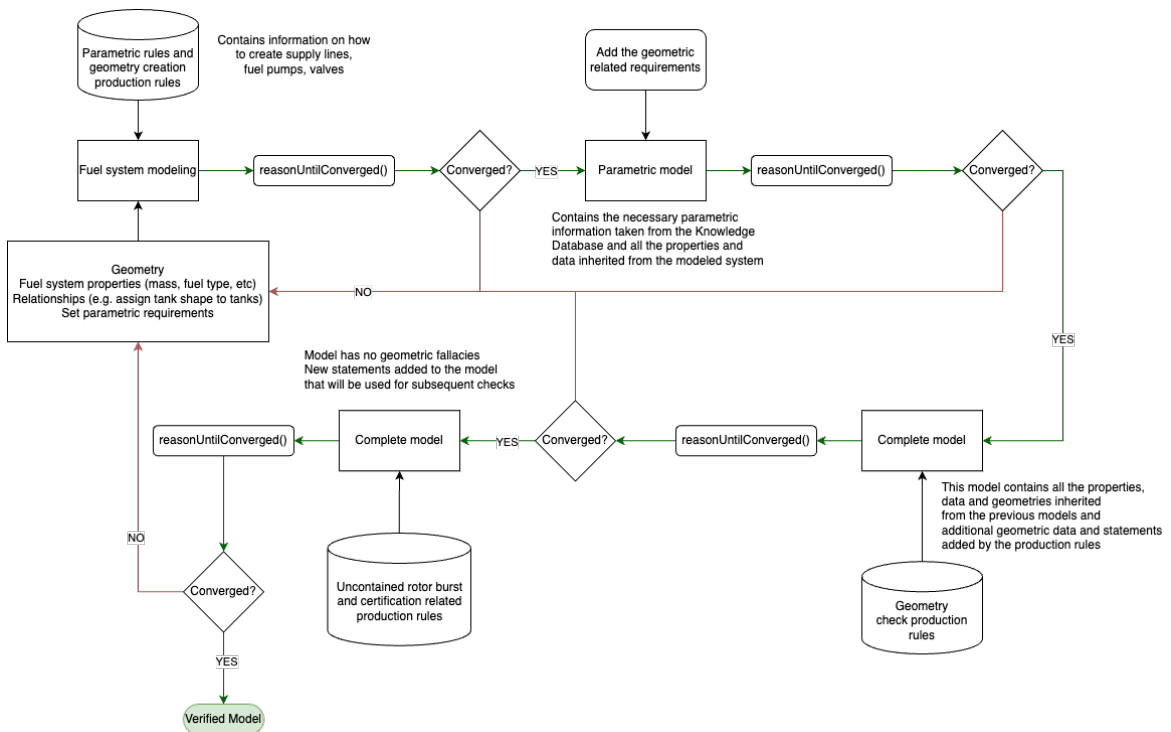 Parametric rules and
geometry creation
production rules
Contains information on how
to create supply lines,
fuel pumps, valves
Add the geometric
related requirements
Fuel system modeling
reasonUntilConverged()
Converged?
YES
Parametric model
reasonUntilConverged()
Converged?
Contains the necessary parametric
information taken from the Knowledge
Database and all the properties and
data inherited from the modeled system
Geometry
Fuel system properties (mass, fuel type, etc)
Relationships (e.g. assign tank shape to tanks)
Set parametric requirements
NO
YES
Model has no geometric fallacies
New statements added to the model
that will be used for subsequent checks
reasonUntilConverged()
Complete model
YES
Converged?
reasonUntilConverged()
Complete model
This model contains all the properties,
data and geometries inherited
from the previous models and
additional geometric data and statements
added by the production rules
NO
Converged?
Uncontained rotor burst
and certification related
production rules
Geometry
check production
rules
YES
Verified Model